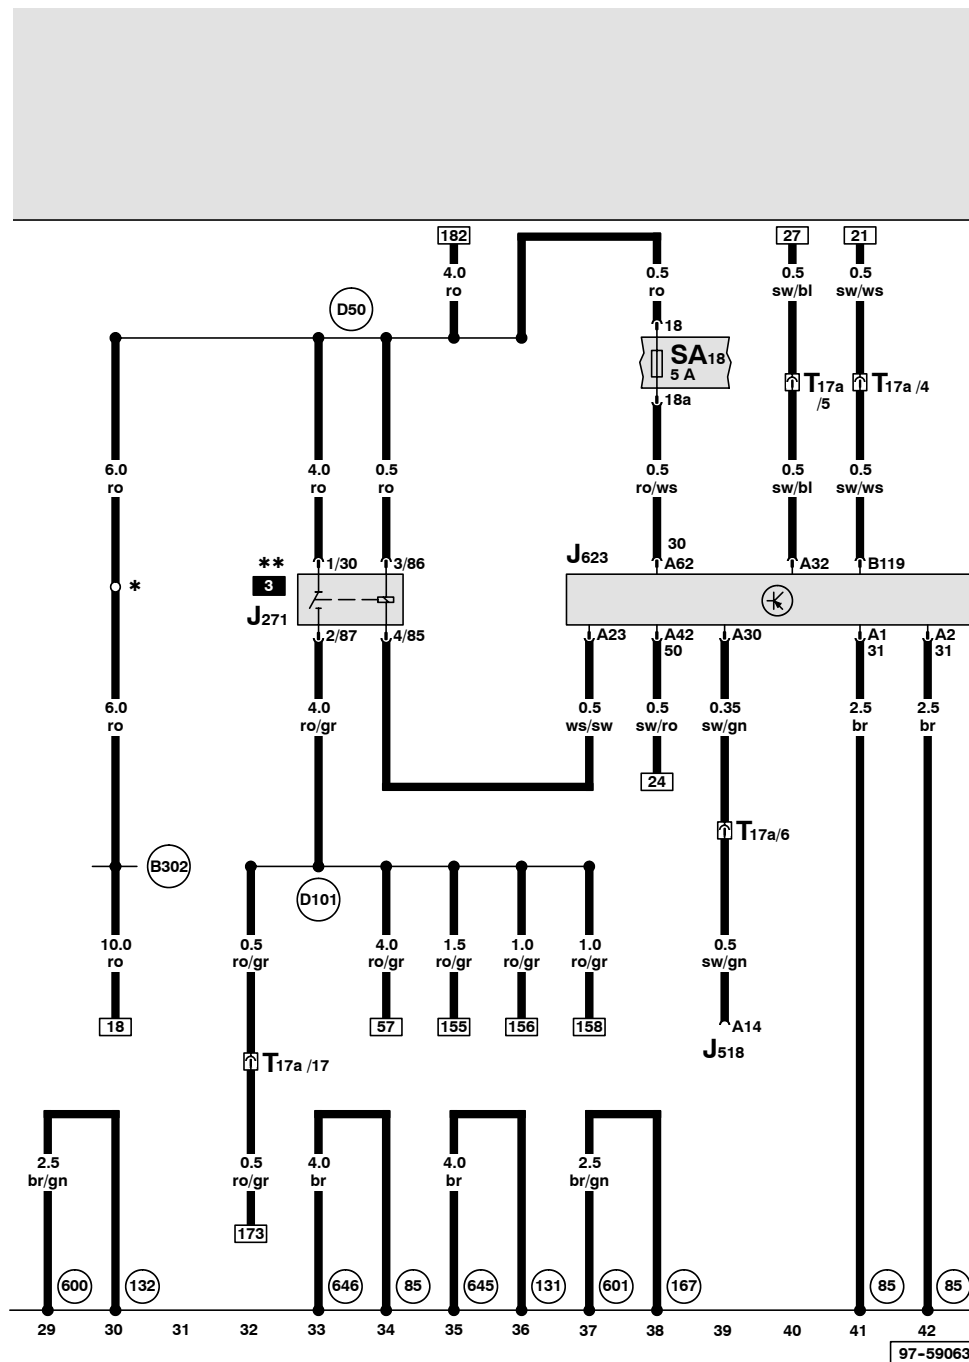 182
27
21
4.0
ro
0.5
ro
0.5
sw/bl
0.5
sw/ws
D50
18
SA18
5 A
18a
T17a
/5
T17a /4
6.0
ro
4.0
ro
0.5
ro
0.5
ro/ws
0.5
sw/bl
0.5
sw/ws
*
**
3
J271
1/30
3/86
2/87
4/85
J623
30
A62
A32
B119
A23
A42
50
A30
A1
31
A2
31
6.0
ro
4.0
ro/gr
0.5
ws/sw
0.5
sw/ro
0.35
sw/gn
2.5
br
2.5
br
24
T17a/6
B302
D101
10.0
ro
0.5
ro/gr
4.0
ro/gr
1.5
ro/gr
1.0
ro/gr
1.0
ro/gr
0.5
sw/gn
18
57
155
156
158
A14
J518
T17a /17
2.5
br/gn
0.5
ro/gr
4.0
br
4.0
br
2.5
br/gn
173
600
132
646
85
645
131
601
167
85
85
29 30 31 32 33 34 35 36 37 38 39 40 41 42
97-59063